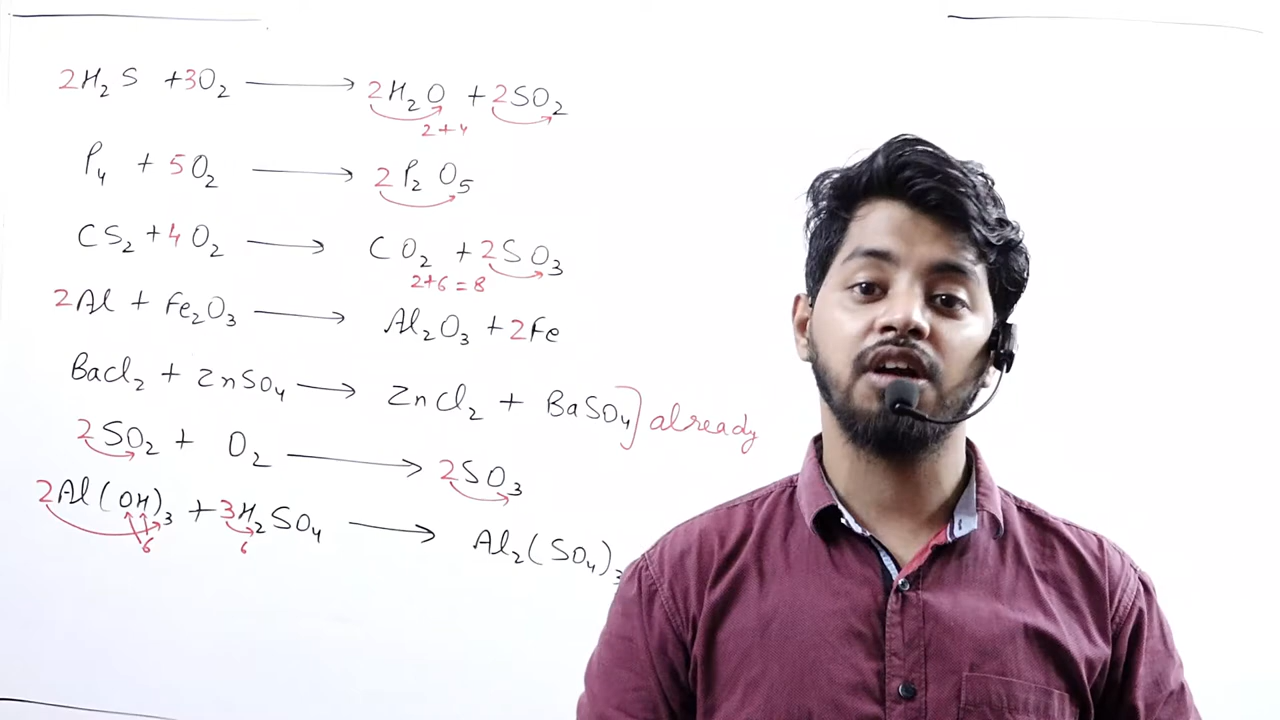 2H₂S + 3O₂ ⟶ 2H₂O + 2SO₂
2+4
P₄ + 5O₂ ⟶ 2P₂O₅
CS₂ + 4O₂ ⟶ CO₂ + 2SO₃
2+6=8
2Al + Fe₂O₃ ⟶ Al₂O₃ + 2Fe
BaCl₂ + ZnSO₄ ⟶ ZnCl₂ + BaSO₄ ] already
2SO₂ + O₂ ⟶ 2SO₃
2Al(OH)₃ + 3H₂SO₄ ⟶ Al₂(SO₄)₃
6 6